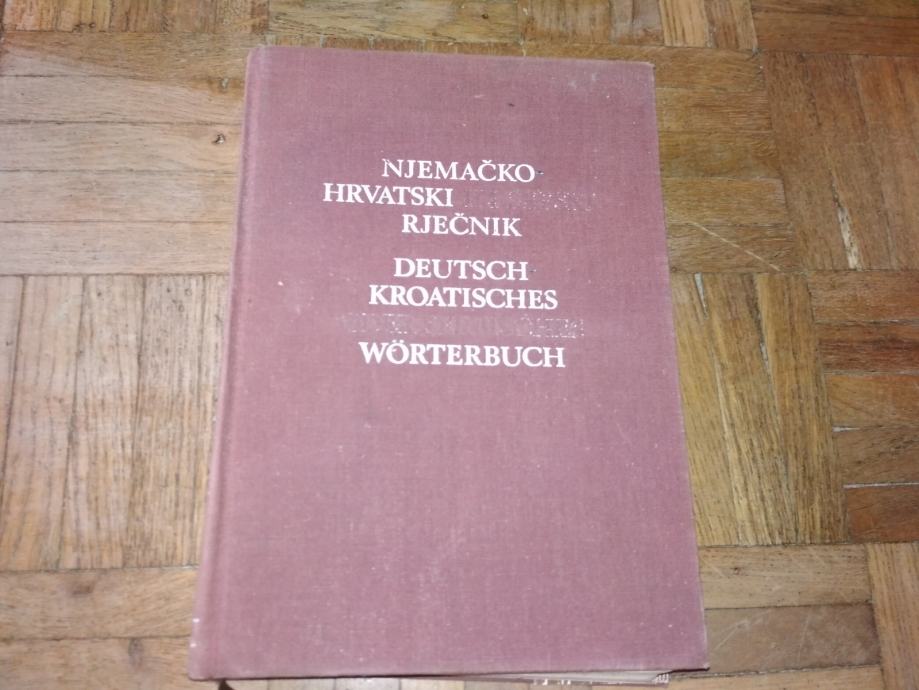 NJEMAČKO-
HRVATSKI
RJEČNIK
DEUTSCH-
KROATISCHES
WÖRTERBUCH